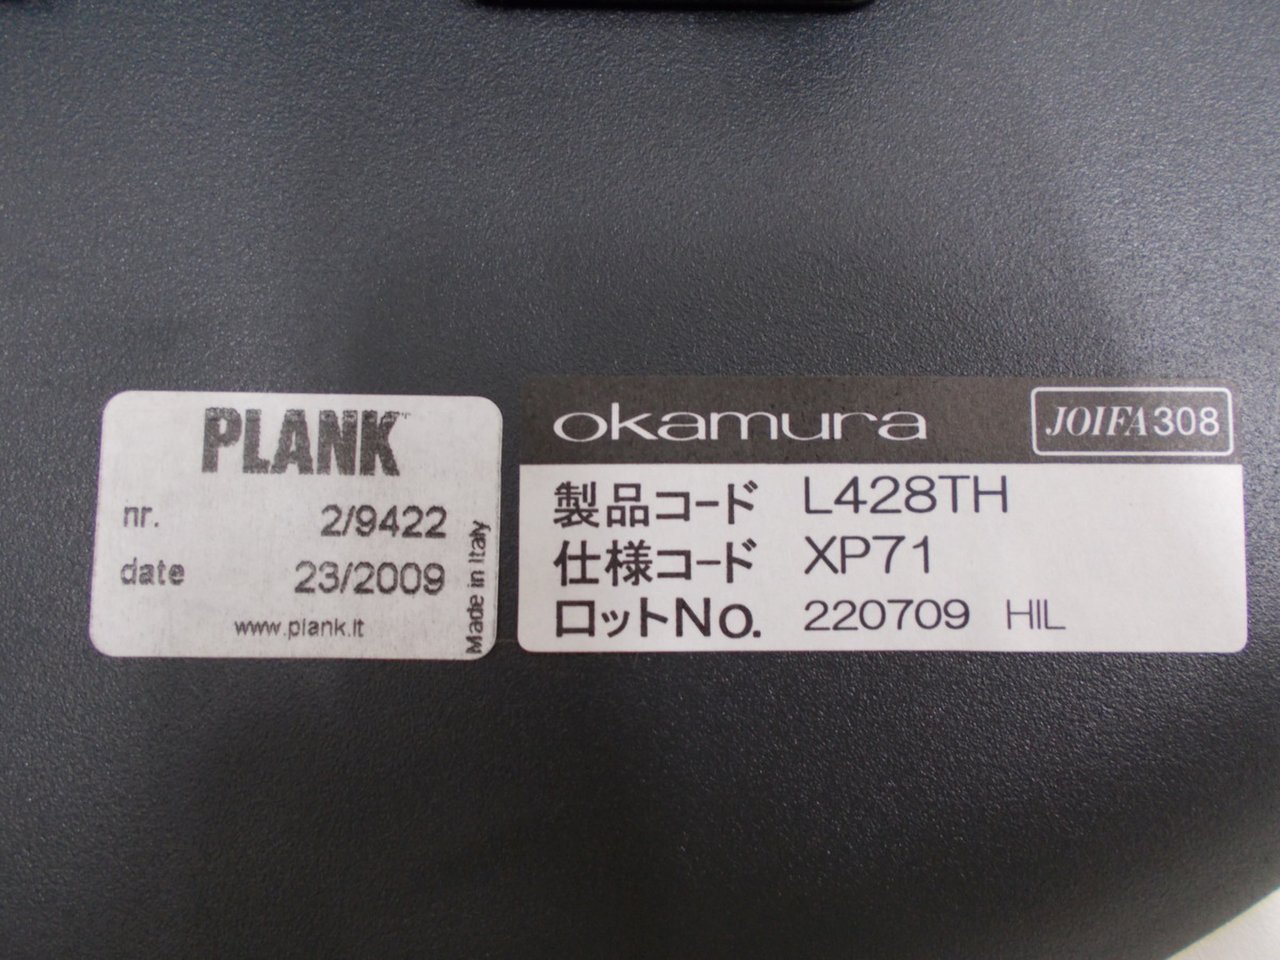 PLANK™
nr. 2/9422
date 23/2009
www.plank.it
Made in Italy
okamura JOIFA308
製品コード L428TH
仕様コード XP71
ロットNo. 220709 HIL